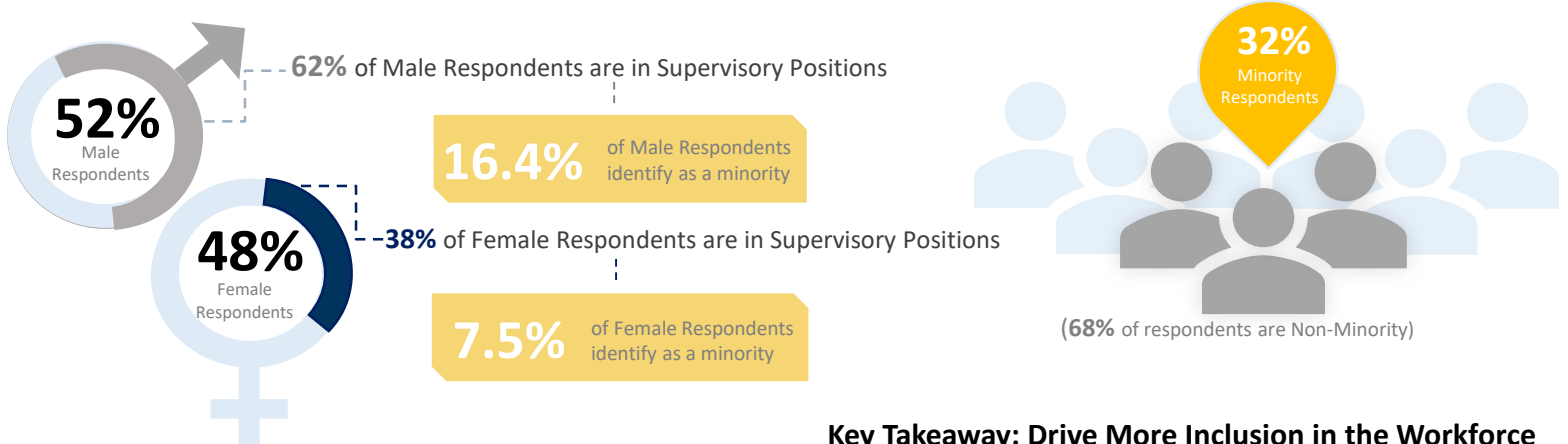 52%
Male
Respondents
62% of Male Respondents are in Supervisory Positions
16.4%
of Male Respondents
identify as a minority
48%
Female
Respondents
38% of Female Respondents are in Supervisory Positions
7.5%
of Female Respondents
identify as a minority
32%
Minority
Respondents
(68% of respondents are Non-Minority)
Key Takeaway: Drive More Inclusion in the Workforce